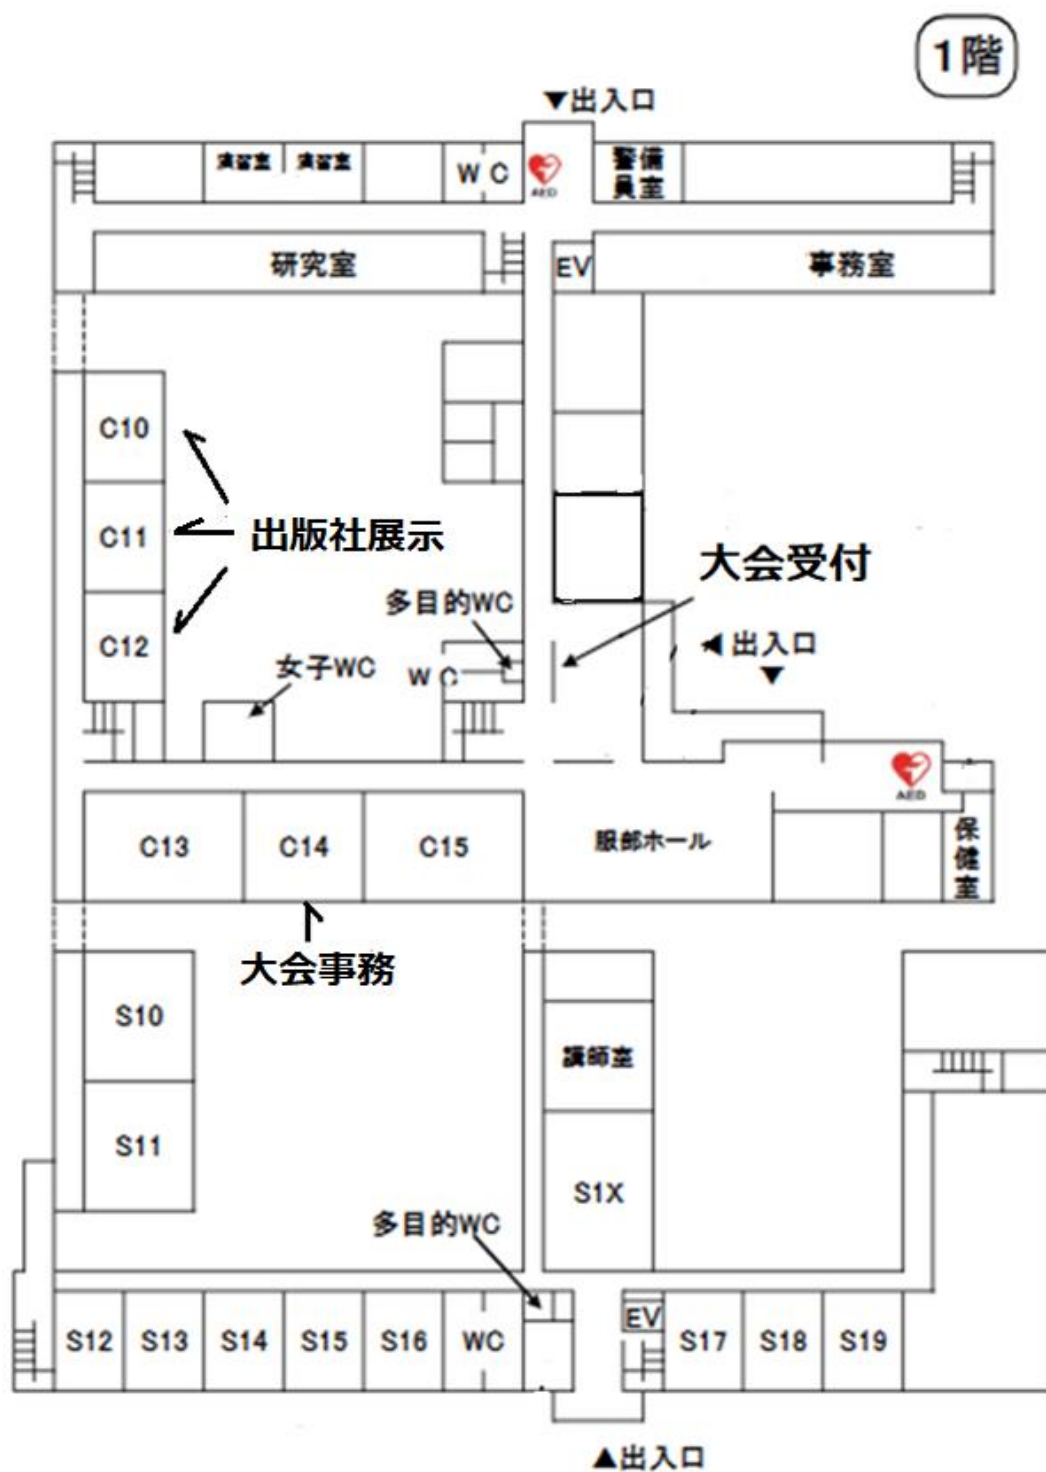 1階
▼出入口
演習室
演習室
WC
AED
警備
員室
研究室
EV
事務室
C10
C11
出版社展示
大会受付
多目的WC
C12
女子WC
WC
◀出入口
▼
AED
C13
C14
C15
服部ホール
保健室
大会事務
S10
講師室
S11
S1X
多目的WC
S12
S13
S14
S15
S16
WC
EV
S17
S18
S19
▲出入口